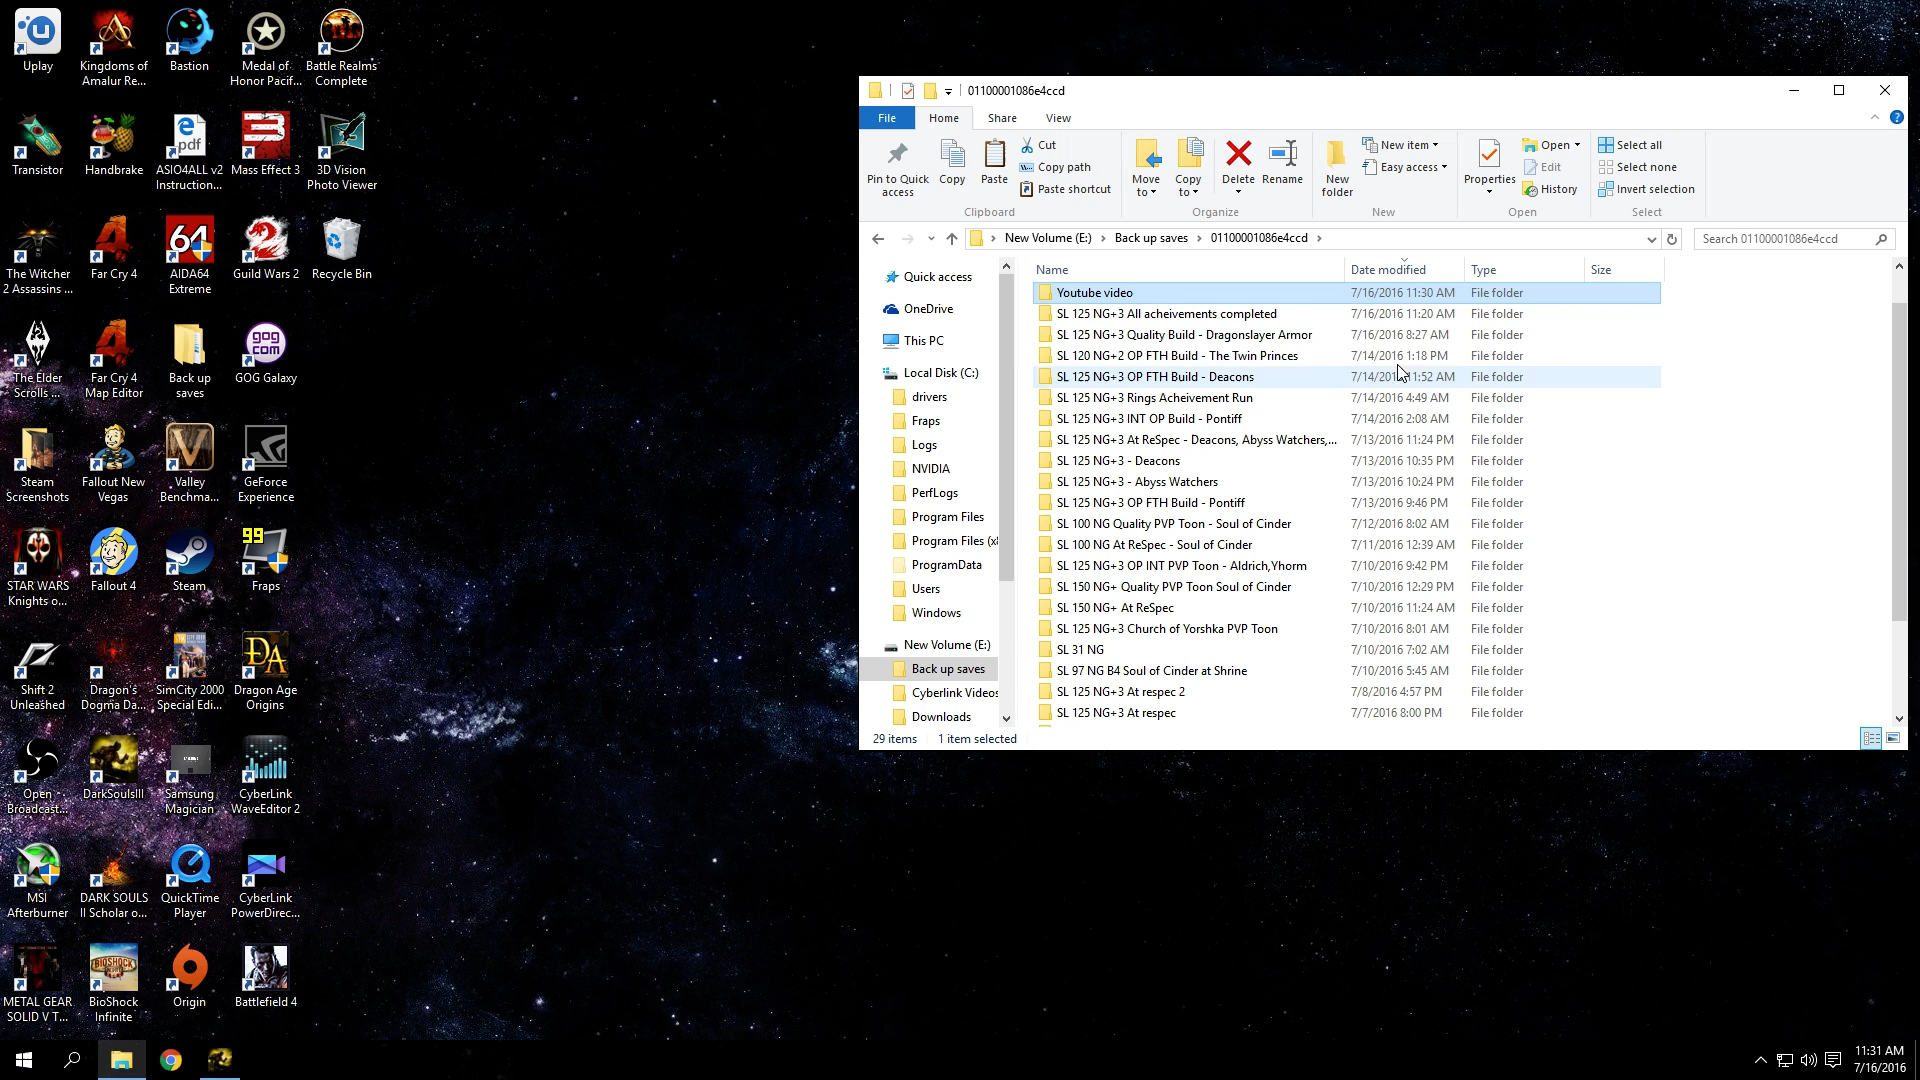 Uplay
Kingdoms of
Amalur Re...
Bastion
Medal of
Honor Pacif...
Battle Realms
Complete
Transistor
Handbrake
pdf
ASIO4ALL v2
Instruction...
3
Mass Effect 3
3D Vision
Photo Viewer
The Witcher
2 Assassins ...
4
Far Cry 4
64
AIDA64
Extreme
Guild Wars 2
Recycle Bin
The Elder
Scrolls ...
4
Far Cry 4
Map Editor
Back up
saves
gog
com
GOG Galaxy
Steam
Screenshots
Fallout New
Vegas
Valley
Benchma...
GeForce
Experience
STAR WARS
Knights o...
Fallout 4
Steam
99
Fraps
Shift 2
Unleashed
Dragon's
Dogma Da...
SimCity 2000
Special Edi...
DA
Dragon Age
Origins
Open
Broadcast...
DarkSoulsIII
Samsung
Magician
CyberLink
WaveEditor 2
MSI
Afterburner
DARK SOULS
II Scholar o...
QuickTime
Player
CyberLink
PowerDirec...
METAL GEAR
SOLID V T...
BIOSHOCK
BioShock
Infinite
Origin
Battlefield 4
01100001086e4ccd
File Home Share View
Pin to Quick
access
Copy
Paste
Cut
Copy path
Paste shortcut
Clipboard
Move
to
Copy
to
Delete
Rename
Organize
New
folder
New item
Easy access
New
Properties
Open
Edit
History
Open
Select all
Select none
Invert selection
Select
New Volume (E:) Back up saves 01100001086e4ccd
Search 01100001086e4ccd
Quick access
OneDrive
This PC
Local Disk (C:)
drivers
Fraps
Logs
NVIDIA
PerfLogs
Program Files
Program Files (x
ProgramData
Users
Windows
New Volume (E:)
Back up saves
Cyberlink Videos
Downloads
Name Date modified Type Size
Youtube video 7/16/2016 11:30 AM File folder
SL 125 NG+3 All acheivements completed 7/16/2016 11:20 AM File folder
SL 125 NG+3 Quality Build - Dragonslayer Armor 7/16/2016 8:27 AM File folder
SL 120 NG+2 OP FTH Build - The Twin Princes 7/14/2016 1:18 PM File folder
SL 125 NG+3 OP FTH Build - Deacons 7/14/201 1:52 AM File folder
SL 125 NG+3 Rings Acheivement Run 7/14/2016 4:49 AM File folder
SL 125 NG+3 INT OP Build - Pontiff 7/14/2016 2:08 AM File folder
SL 125 NG+3 At ReSpec - Deacons, Abyss Watchers,... 7/13/2016 11:24 PM File folder
SL 125 NG+3 - Deacons 7/13/2016 10:35 PM File folder
SL 125 NG+3 - Abyss Watchers 7/13/2016 10:24 PM File folder
SL 125 NG+3 OP FTH Build - Pontiff 7/13/2016 9:46 PM File folder
SL 100 NG Quality PVP Toon - Soul of Cinder 7/12/2016 8:02 AM File folder
SL 100 NG At ReSpec - Soul of Cinder 7/11/2016 12:39 AM File folder
SL 125 NG+3 OP INT PVP Toon - Aldrich,Yhorm 7/10/2016 9:42 PM File folder
SL 150 NG+ Quality PVP Toon Soul of Cinder 7/10/2016 12:29 PM File folder
SL 150 NG+ At ReSpec 7/10/2016 11:24 AM File folder
SL 125 NG+3 Church of Yorshka PVP Toon 7/10/2016 8:01 AM File folder
SL 31 NG 7/10/2016 7:02 AM File folder
SL 97 NG B4 Soul of Cinder at Shrine 7/10/2016 5:45 AM File folder
SL 125 NG+3 At respec 2 7/8/2016 4:57 PM File folder
SL 125 NG+3 At respec 7/7/2016 8:00 PM File folder
29 items 1 item selected
11:31 AM
7/16/2016